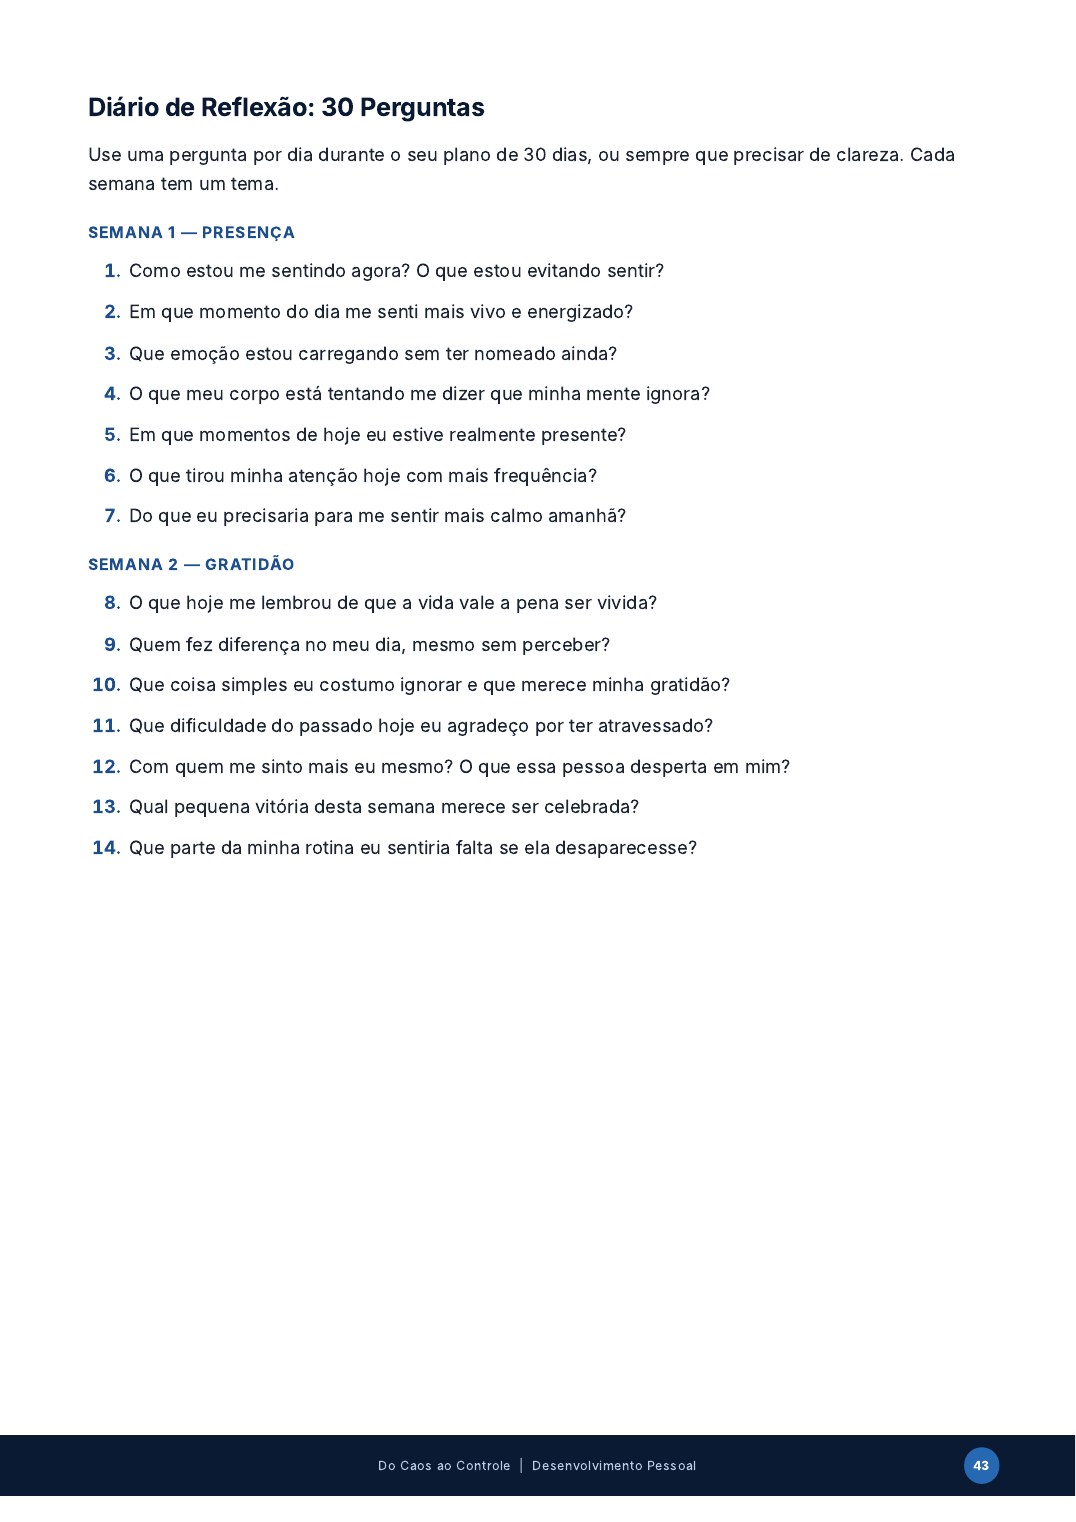 Diário de Reflexão: 30 Perguntas
Use uma pergunta por dia durante o seu plano de 30 dias, ou sempre que precisar de clareza. Cada
semana tem um tema.
SEMANA 1 — PRESENÇA
1. Como estou me sentindo agora? O que estou evitando sentir?
2. Em que momento do dia me senti mais vivo e energizado?
3. Que emoção estou carregando sem ter nomeado ainda?
4. O que meu corpo está tentando me dizer que minha mente ignora?
5. Em que momentos de hoje eu estive realmente presente?
6. O que tirou minha atenção hoje com mais frequência?
7. Do que eu precisaria para me sentir mais calmo amanhã?
SEMANA 2 — GRATIDÃO
8. O que hoje me lembrou de que a vida vale a pena ser vivida?
9. Quem fez diferença no meu dia, mesmo sem perceber?
10. Que coisa simples eu costumo ignorar e que merece minha gratidão?
11. Que dificuldade do passado hoje eu agradeço por ter atravessado?
12. Com quem me sinto mais eu mesmo? O que essa pessoa desperta em mim?
13. Qual pequena vitória desta semana merece ser celebrada?
14. Que parte da minha rotina eu sentiria falta se ela desaparecesse?
Do Caos ao Controle | Desenvolvimento Pessoal
43